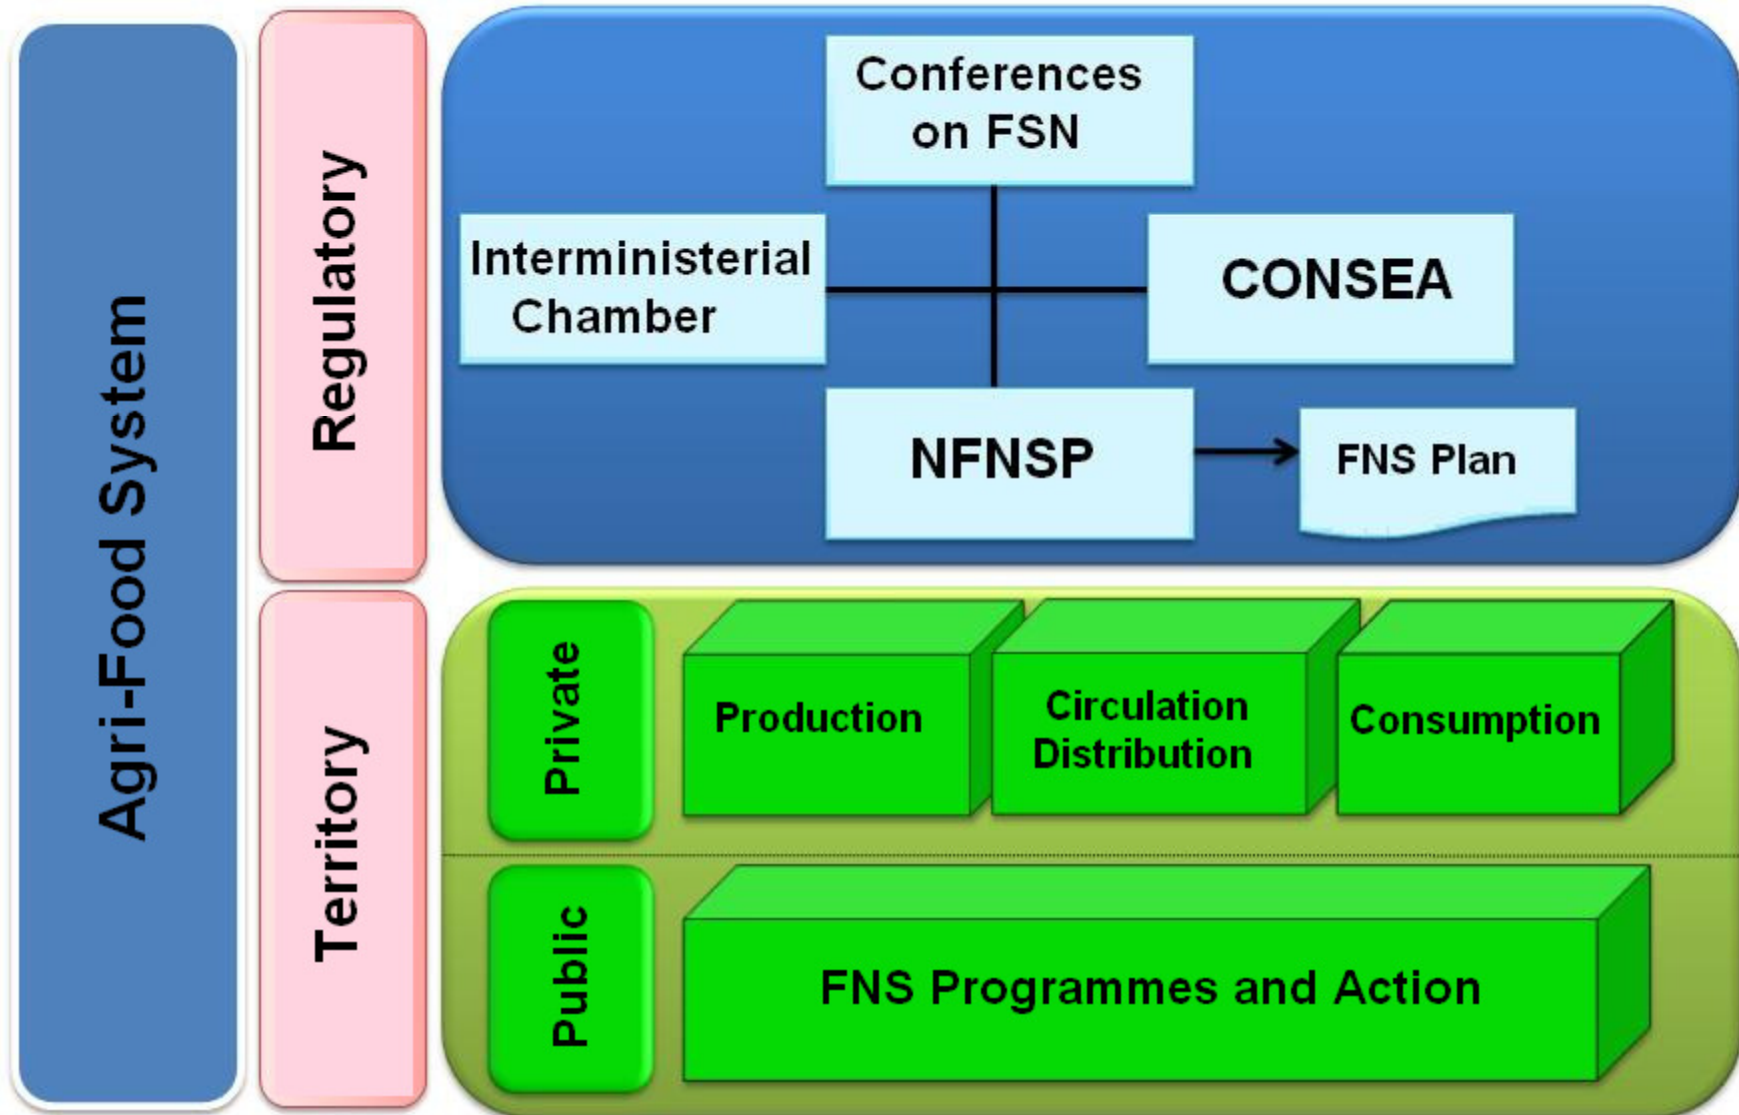 Agri-Food System
Regulatory
Conferences
on FSN
Interministerial
Chamber
CONSEA
NFNSP
FNS Plan
Territory
Private
Production
Circulation
Distribution
Consumption
Public
FNS Programmes and Action